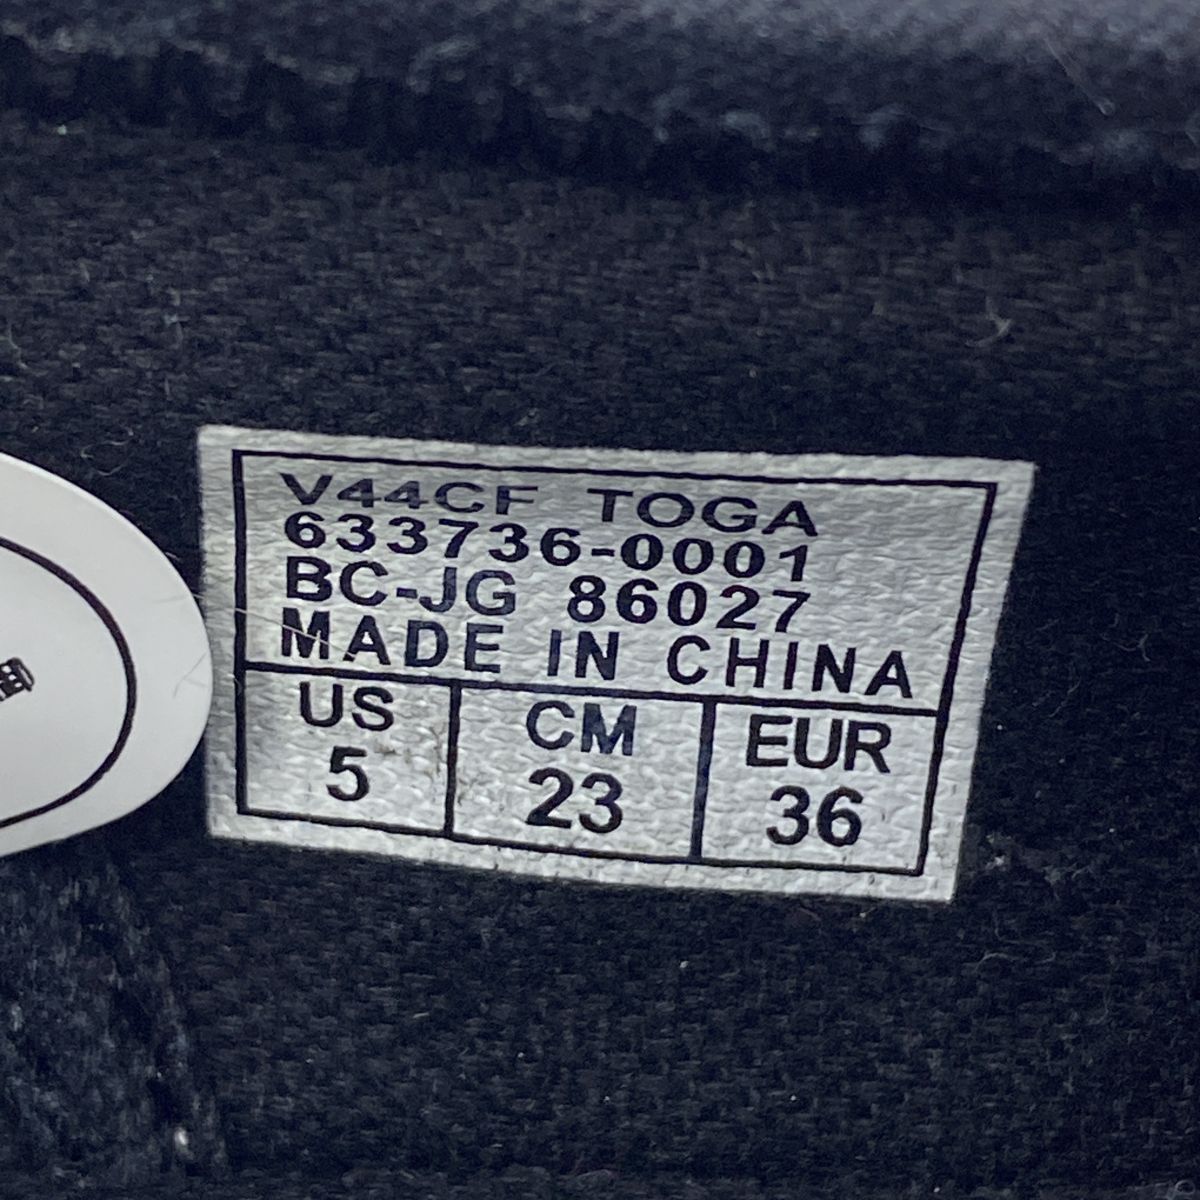 V44CF TOGA
633736-0001
BC-JG 86027
MADE IN CHINA
US CM EUR
5 23 36